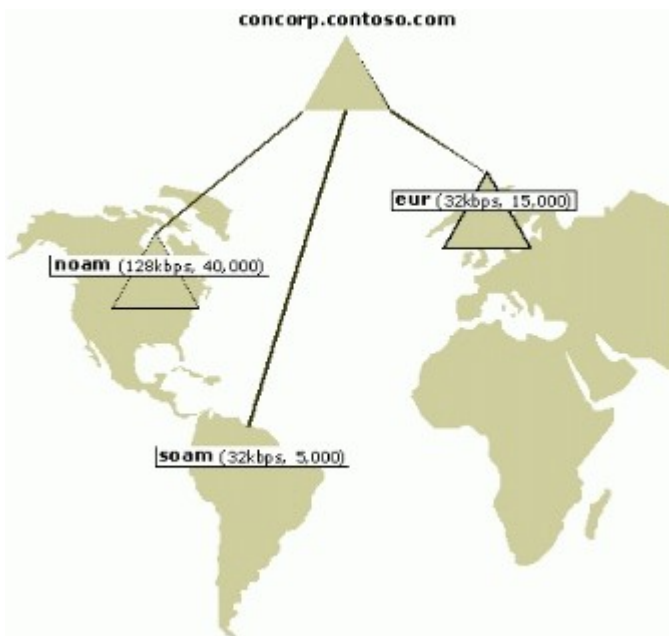 concorp.contoso.com
eur (32kbps, 15,000)
noam (128kbps, 40,000)
soam (32kbps, 5,000)